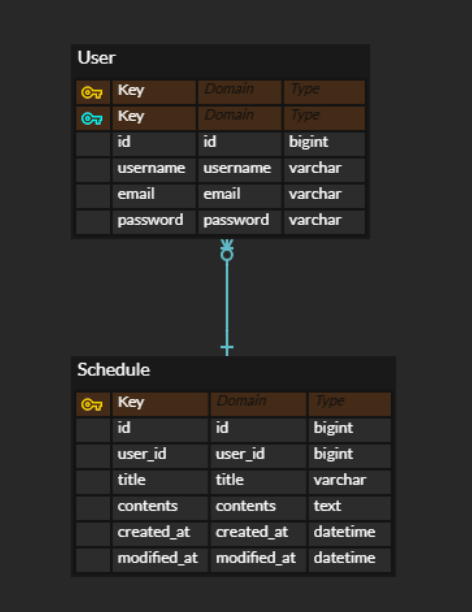 User
Key Domain Type
Key Domain Type
id id bigint
username username varchar
email email varchar
password password varchar
Schedule
Key Domain Type
id id bigint
user_id user_id bigint
title title varchar
contents contents text
created_at created_at datetime
modified_at modified_at datetime